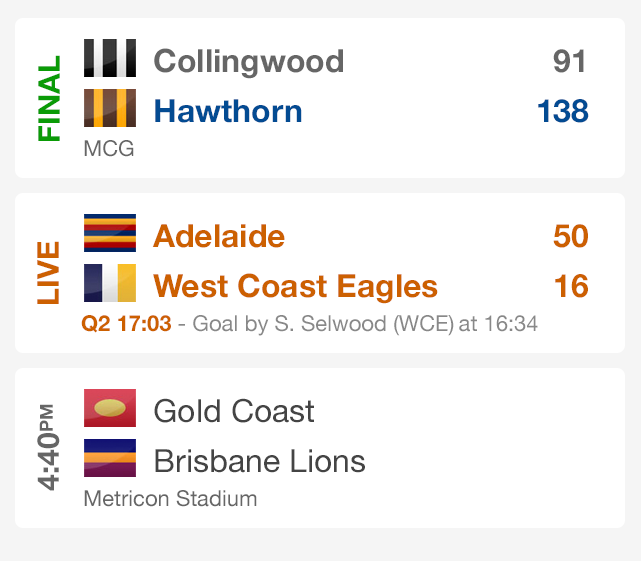 FINAL
Collingwood 91
Hawthorn 138
MCG
LIVE
Adelaide 50
West Coast Eagles 16
Q2 17:03 - Goal by S. Selwood (WCE) at 16:34
4:40PM
Gold Coast
Brisbane Lions
Metricon Stadium